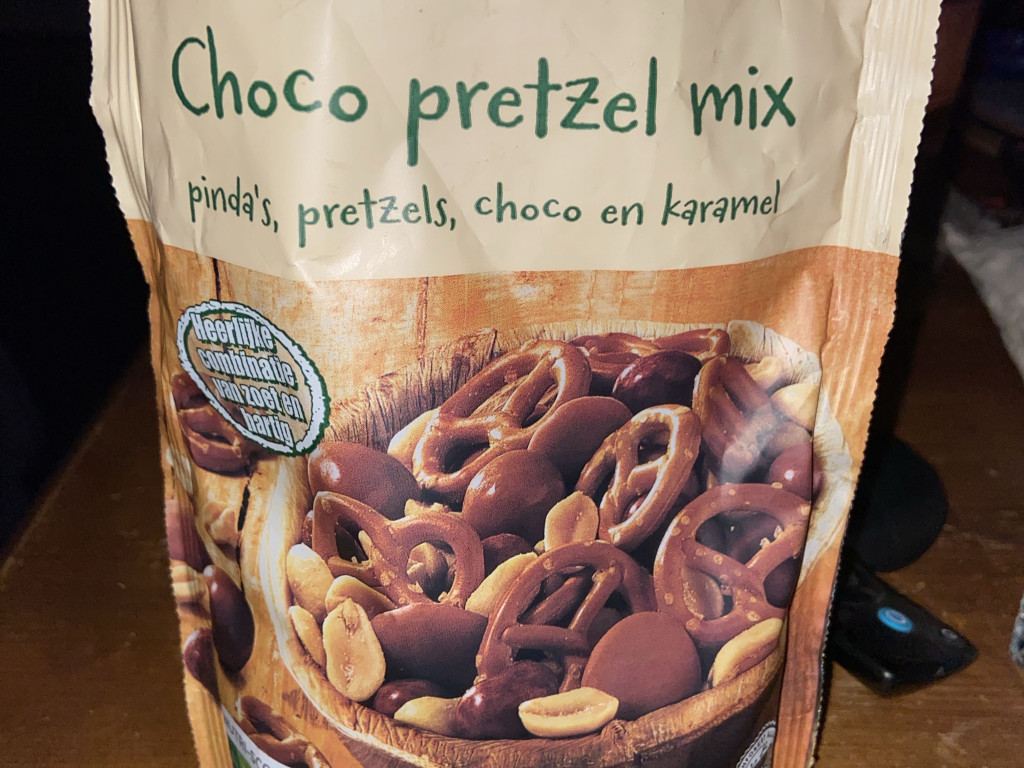 Choco pretzel mix
pinda's, pretzels, choco en karamel
Heerlijke
combinatie
van zoet en
hartig